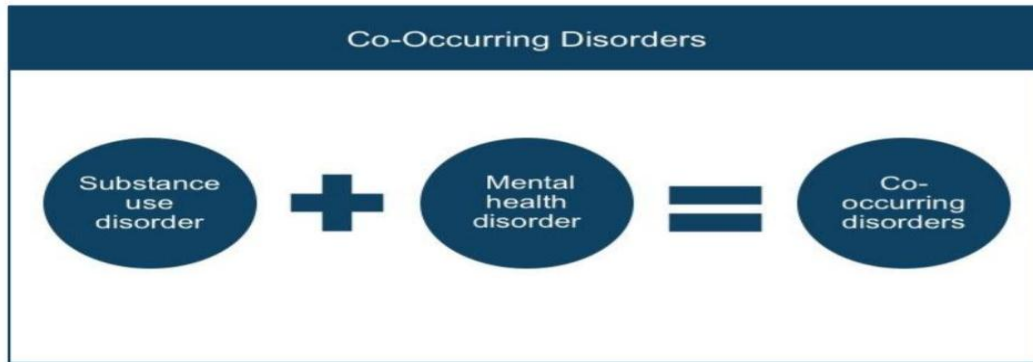 Co-Occurring Disorders
Substance
use
disorder
Mental
health
disorder
Co-
occurring
disorders